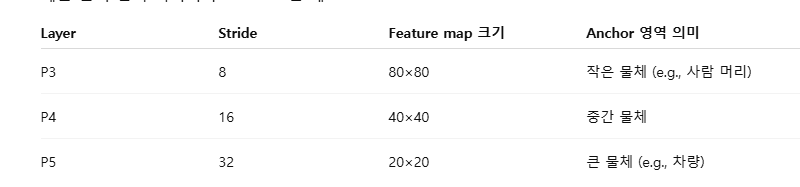 Layer Stride Feature map 크기 Anchor 영역 의미
P3 8 80×80 작은 물체 (e.g., 사람 머리)
P4 16 40×40 중간 물체
P5 32 20×20 큰 물체 (e.g., 차량)